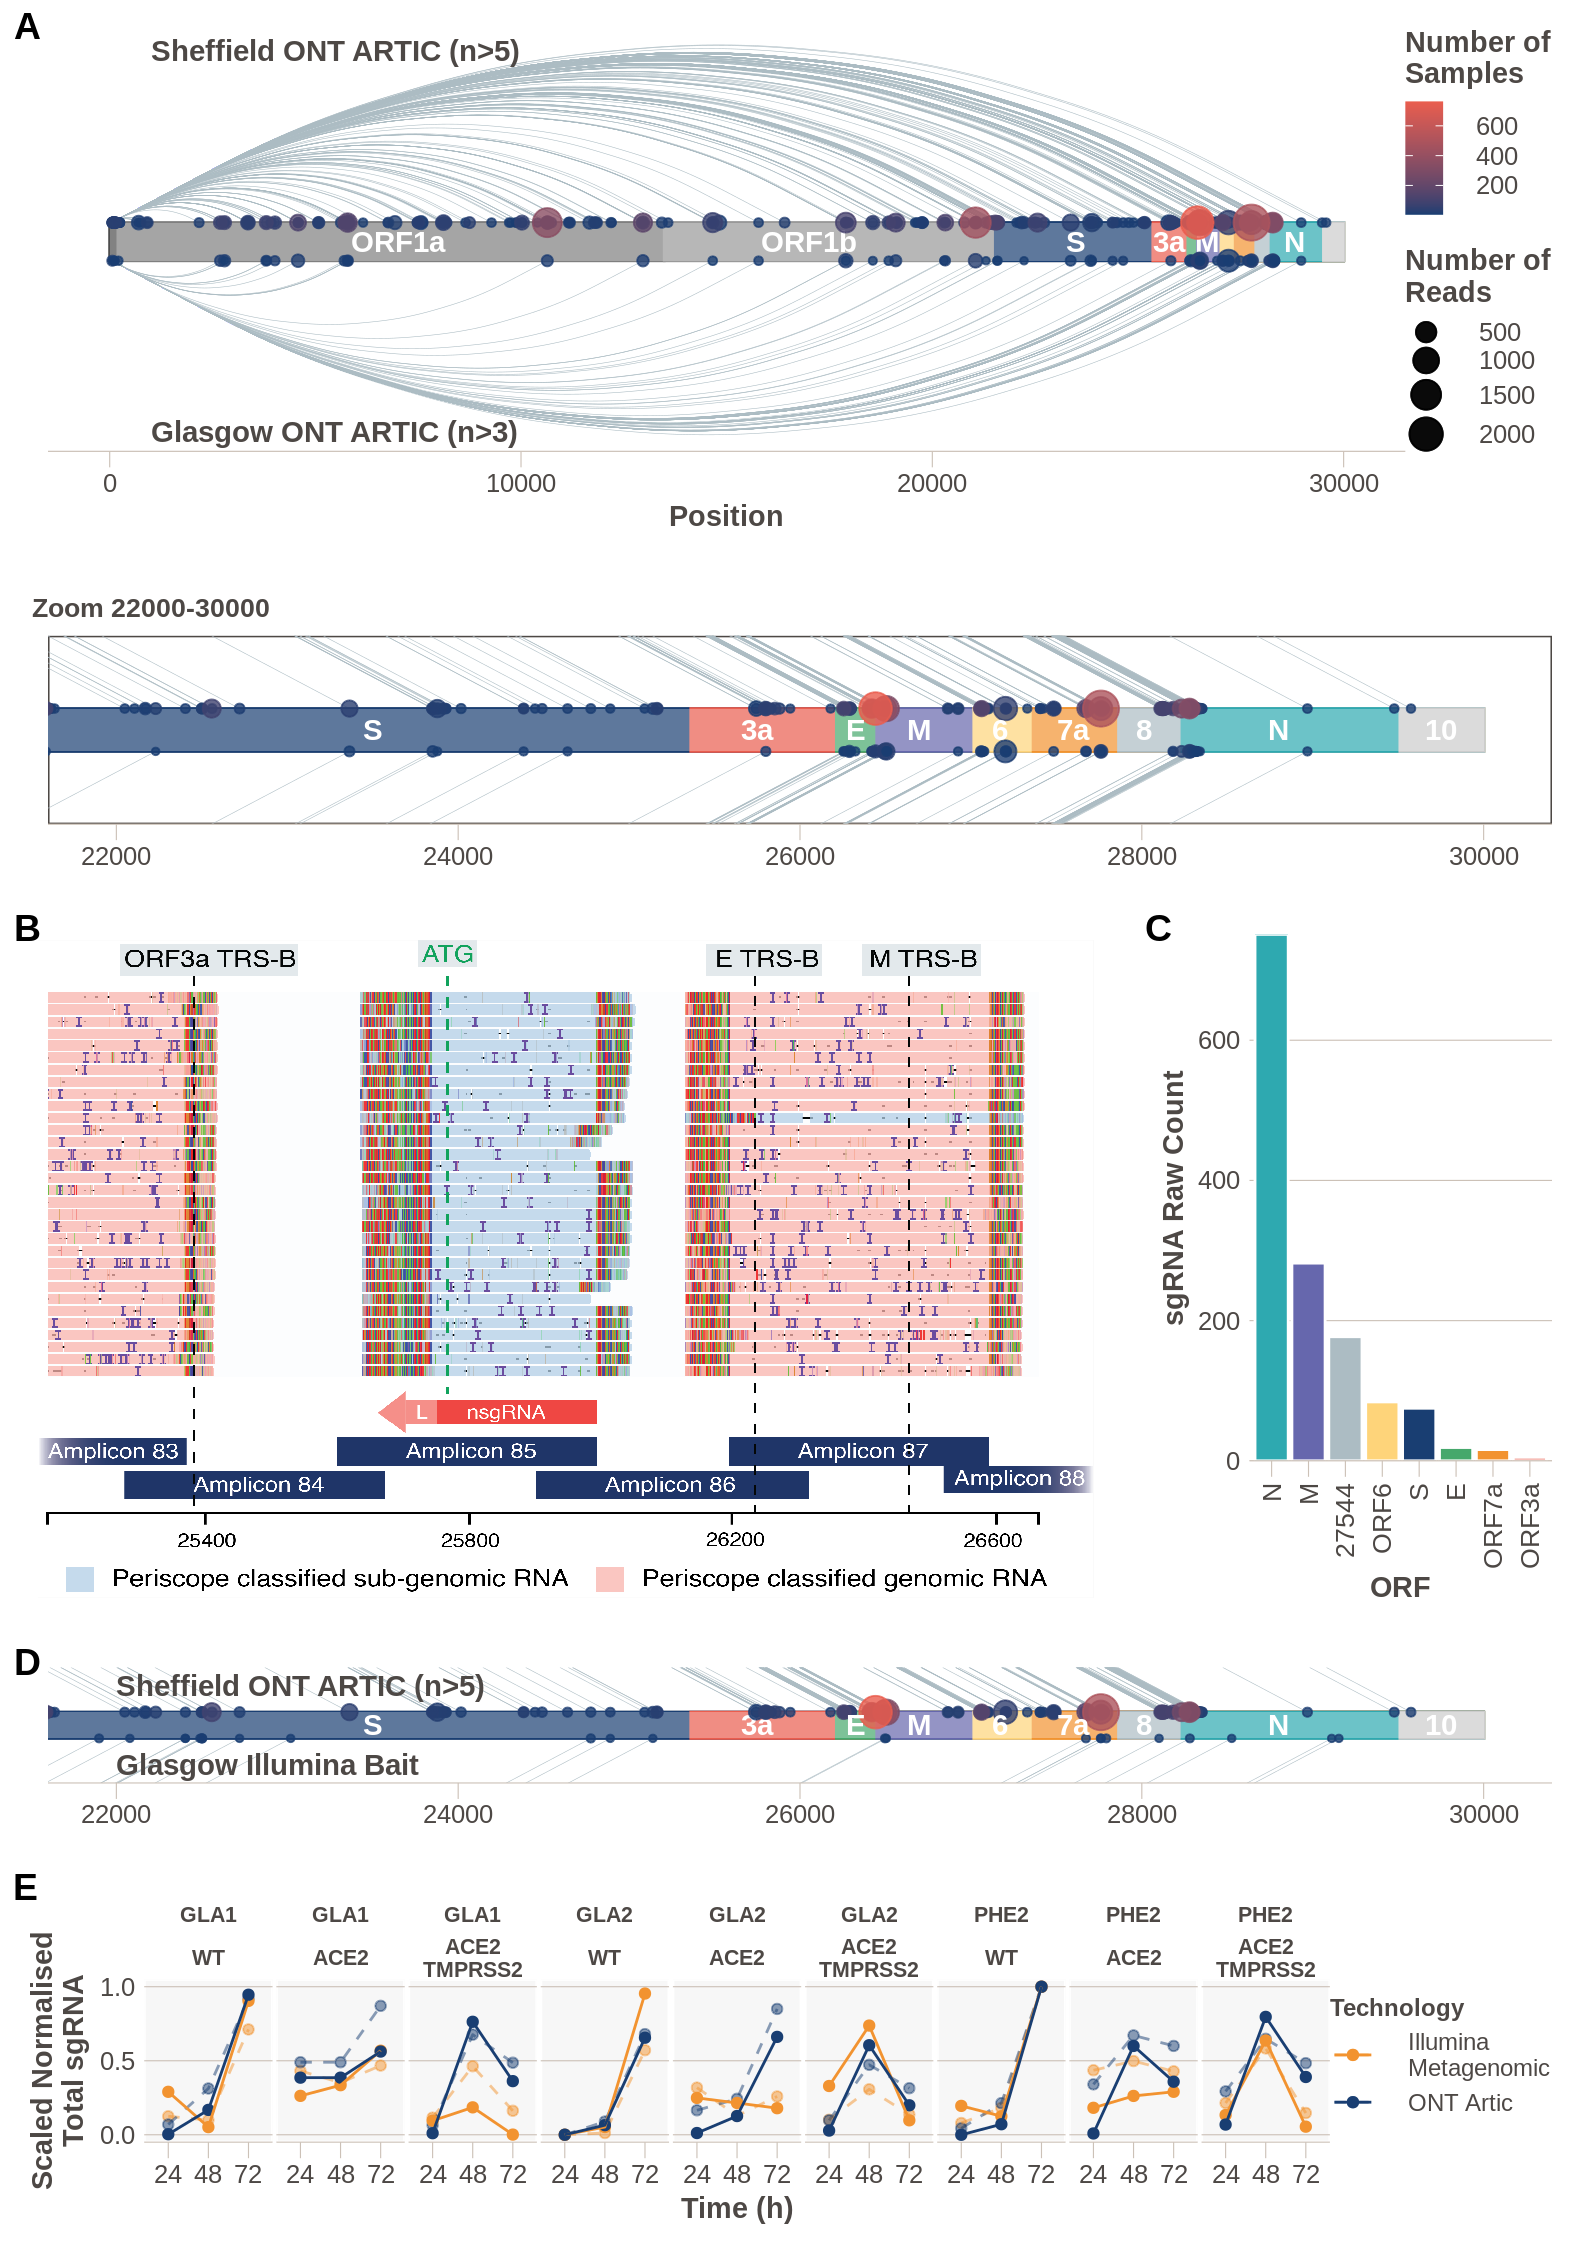 A
Sheffield ONT ARTIC (n>5)
Number of
Samples
600
400
200
ORF1a
ORF1b
S
3a
M
N
Number of
Reads
500
1000
1500
2000
Glasgow ONT ARTIC (n>3)
0
10000
20000
30000
Position
Zoom 22000-30000
S
3a
E
M
6
7a
8
N
10
22000
24000
26000
28000
30000
B
ORF3a TRS-B
ATG
E TRS-B
M TRS-B
L
nsgRNA
Amplicon 83
Amplicon 85
Amplicon 87
Amplicon 84
Amplicon 86
Amplicon 88
25400
25800
26200
26600
Periscope classified sub-genomic RNA
Periscope classified genomic RNA
C
sgRNA Raw Count
600
400
200
0
N
M
27544
ORF6
S
E
ORF7a
ORF3a
ORF
D
Sheffield ONT ARTIC (n>5)
S
3a
E
M
6
7a
8
N
10
Glasgow Illumina Bait
22000
24000
26000
28000
30000
E
Scaled Normalised
Total sgRNA
GLA1
GLA1
GLA1
GLA2
GLA2
GLA2
PHE2
PHE2
PHE2
WT
ACE2
ACE2
TMPRSS2
WT
ACE2
ACE2
TMPRSS2
WT
ACE2
ACE2
TMPRSS2
1.0
0.5
0.0
24 48 72
24 48 72
24 48 72
24 48 72
24 48 72
24 48 72
24 48 72
24 48 72
24 48 72
Time (h)
Technology
Illumina
Metagenomic
ONT Artic